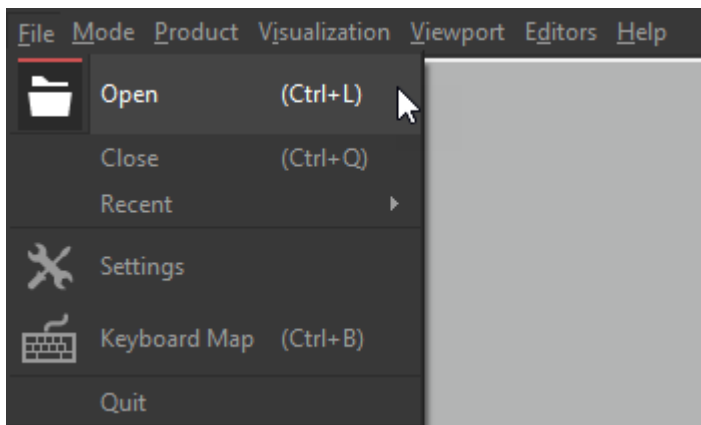 File Mode Product Visualization Viewport Editors Help
Open (Ctrl+L)
Close (Ctrl+Q)
Recent
Settings
Keyboard Map (Ctrl+B)
Quit